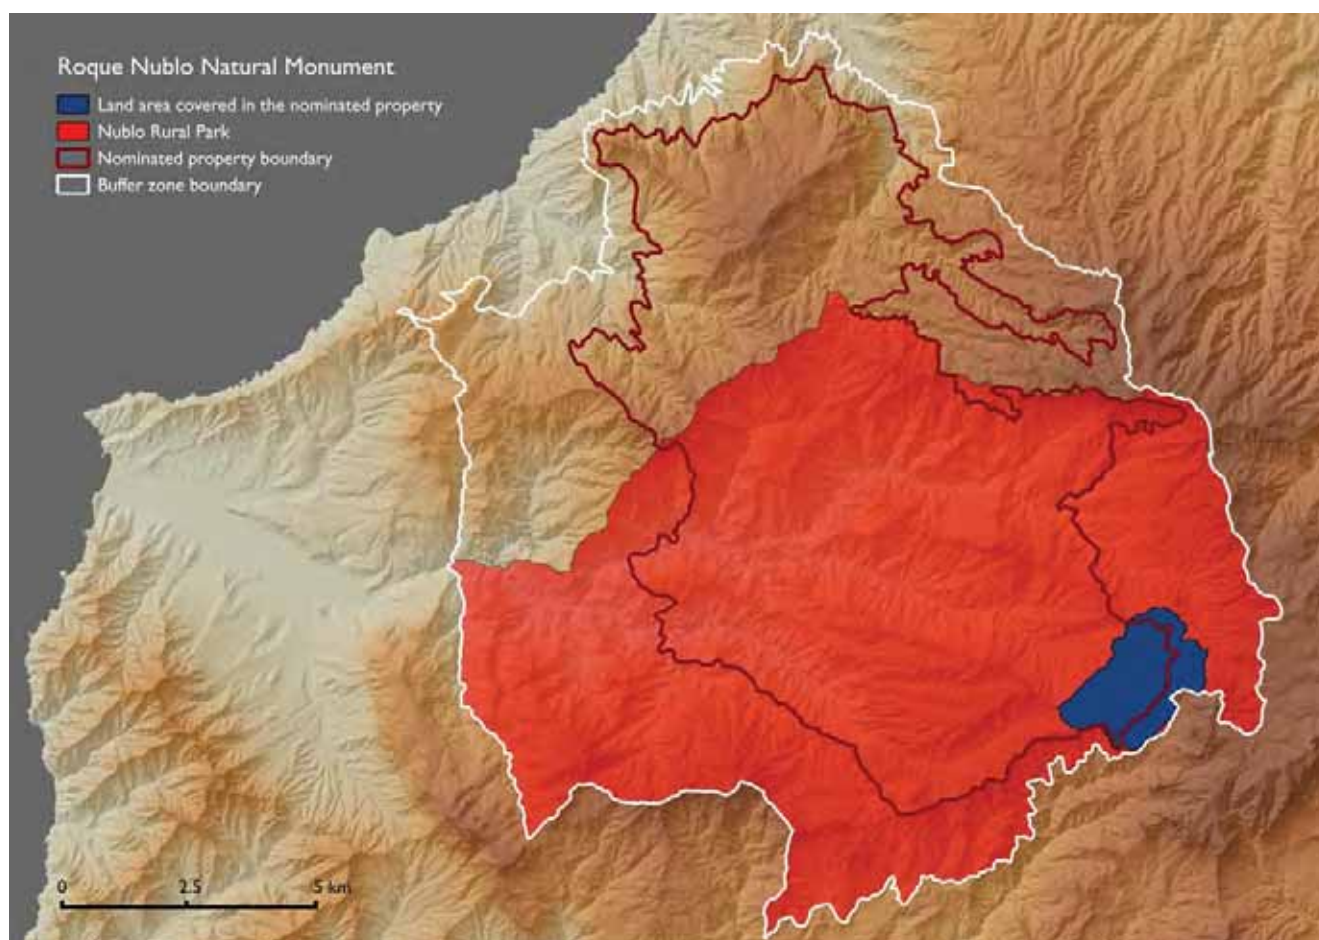 Roque Nublo Natural Monument
Land area covered in the nominated property
Nublo Rural Park
Nominated property boundary
Buffer zone boundary
0 2.5 5 km